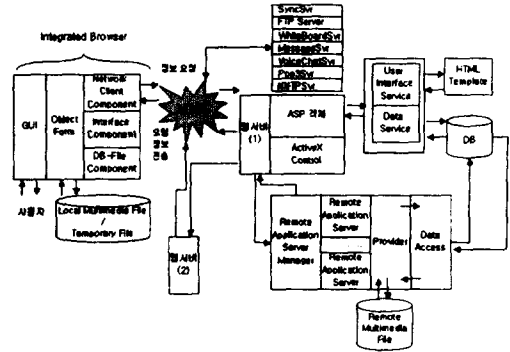 Integrated Browser
GUI
Object
Form
Network
Client
Component
Interface
Component
DB-File
Component
사용자
Local Multimedia File
/
Temporary File
정보 요청
요청
정보
전송
SyncSvr
FTP Server
WhiteBoardSvr
MessageSvr
VoiceChatSvr
Pop3Svr
웹서버
(1)
ASP 객체
ActiveX
Control
웹서버
(2)
User
Interface
Service
Data
Service
HTML
Template
DB
Remote
Application
Server
Manager
Remote
Application
Server
Remote
Application
Server
Provider
Data
Access
Remote
Multimedia
File